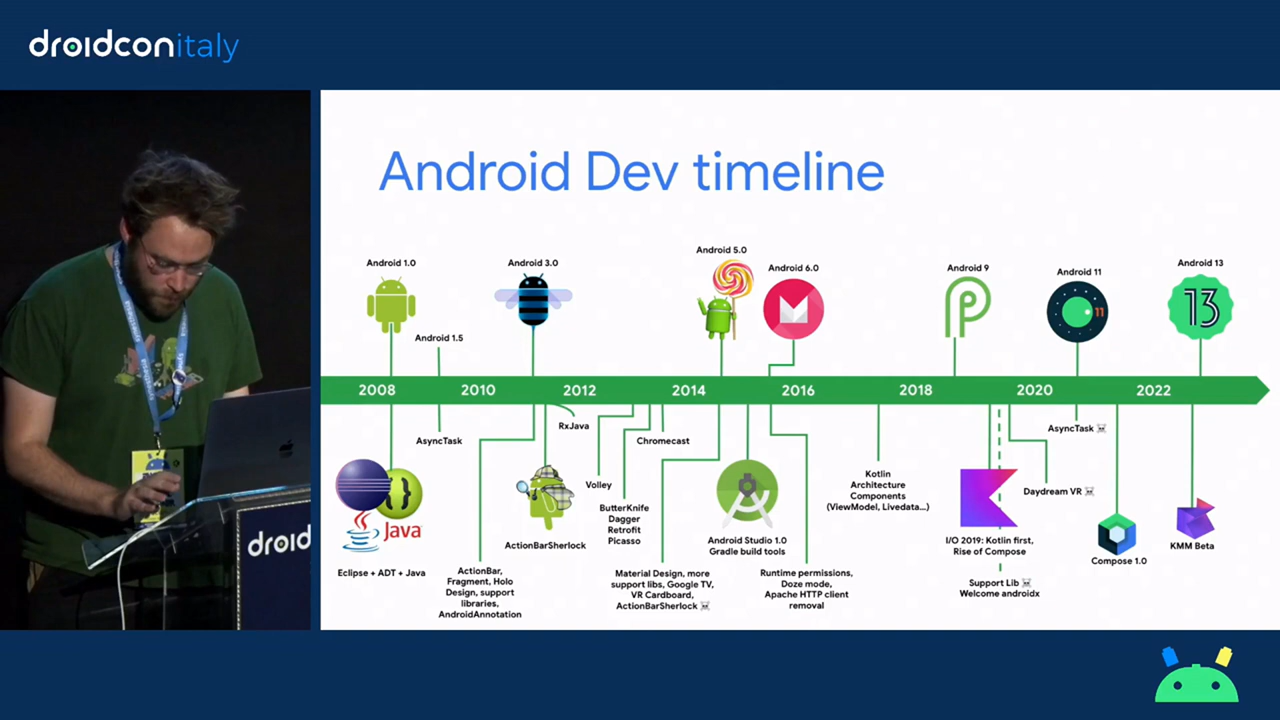 droidconitaly
Android Dev timeline
Android 1.0
Android 1.5
Android 3.0
Android 5.0
Android 6.0
Android 9
Android 11
11
Android 13
13
2008
2010
2012
2014
2016
2018
2020
2022
Java
Eclipse + ADT + Java
AsyncTask
ActionBar,
Fragment, Holo
Design, support
libraries,
AndroidAnnotation
ActionBarSherlock
RxJava
Volley
ButterKnife
Dagger
Retrofit
Picasso
Chromecast
Material Design, more
support libs, Google TV,
VR Cardboard,
ActionBarSherlock ☠
Android Studio 1.0
Gradle build tools
Runtime permissions,
Doze mode,
Apache HTTP client
removal
Kotlin
Architecture
Components
(ViewModel, Livedata...)
I/O 2019: Kotlin first,
Rise of Compose
Support Lib ☠
Welcome androidx
Daydream VR ☠
AsyncTask ☠
Compose 1.0
KMM Beta
droid